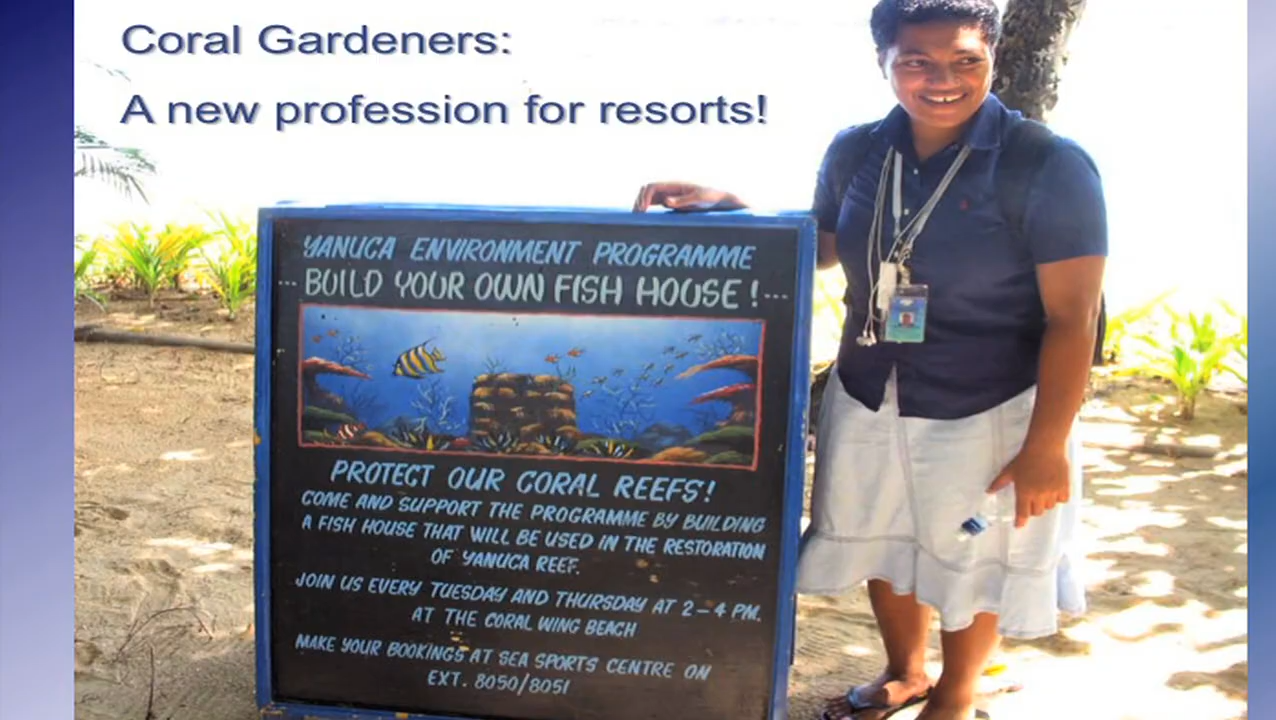 Coral Gardeners:
A new profession for resorts!
YANUCA ENVIRONMENT PROGRAMME
... BUILD YOUR OWN FISH HOUSE! ...
PROTECT OUR CORAL REEFS!
COME AND SUPPORT THE PROGRAMME BY BUILDING
A FISH HOUSE THAT WILL BE USED IN THE RESTORATION
OF YANUCA REEF.
JOIN US EVERY TUESDAY AND THURSDAY AT 2-4 PM.
AT THE CORAL WING BEACH
MAKE YOUR BOOKINGS AT SEA SPORTS CENTRE ON
EXT. 8050/8051